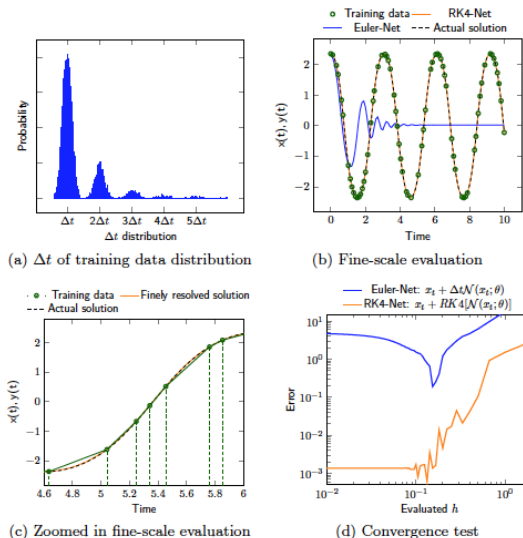 Training data RK4-Net
Euler-Net Actual solution
Probability
Δt 2Δt 3Δt 4Δt 5Δt
Δt distribution
(a) Δt of training data distribution
x(t), y(t)
2
1
0
−1
−2
0 2 4 6 8 10
Time
(b) Fine-scale evaluation
Training data Finely resolved solution
Actual solution
x(t), y(t)
2
1
0
−1
−2
4.6 4.8 5 5.2 5.4 5.6 5.8 6
Time
(c) Zoomed in fine-scale evaluation
Euler-Net: x_t + Δt𝒩(x_t; θ)
RK4-Net: x_t + RK4[𝒩(x_t; θ)]
Error
10^1
10^0
10^−1
10^−2
10^−3
10^−2 10^−1 10^0
Evaluated h
(d) Convergence test